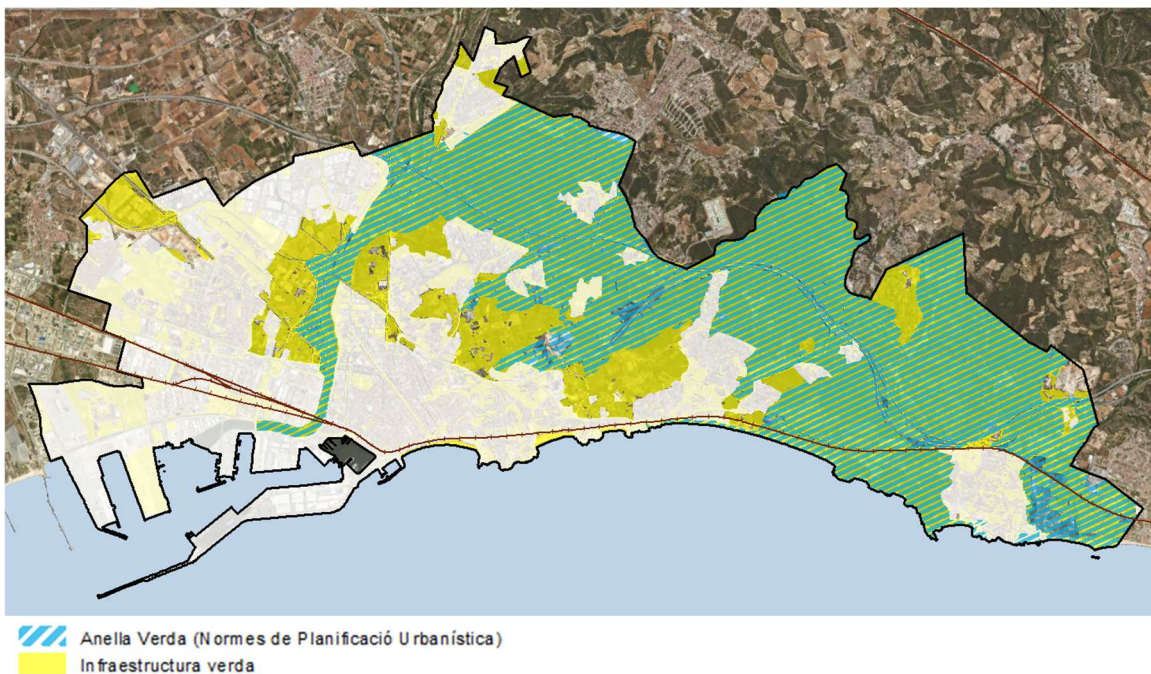 Anella Verda (Normes de Planificació Urbanística)
Infraestructura verda